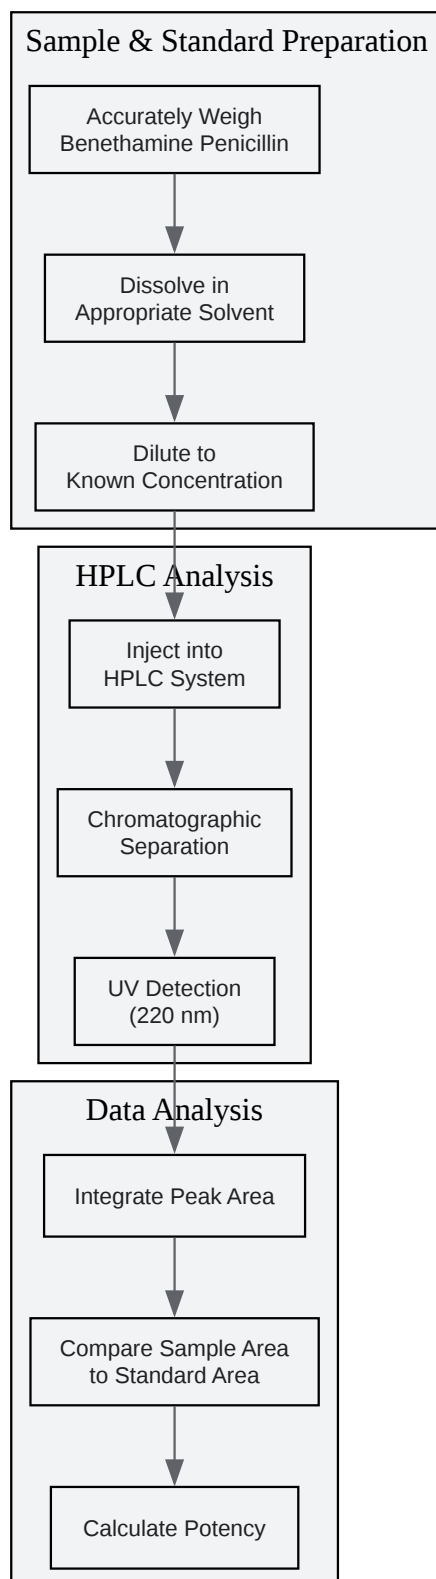 Sample & Standard Preparation
Accurately Weigh
Benethamine Penicillin
Dissolve in
Appropriate Solvent
Dilute to
Known Concentration
HPLC Analysis
Inject into
HPLC System
Chromatographic
Separation
UV Detection
(220 nm)
Data Analysis
Integrate Peak Area
Compare Sample Area
to Standard Area
Calculate Potency